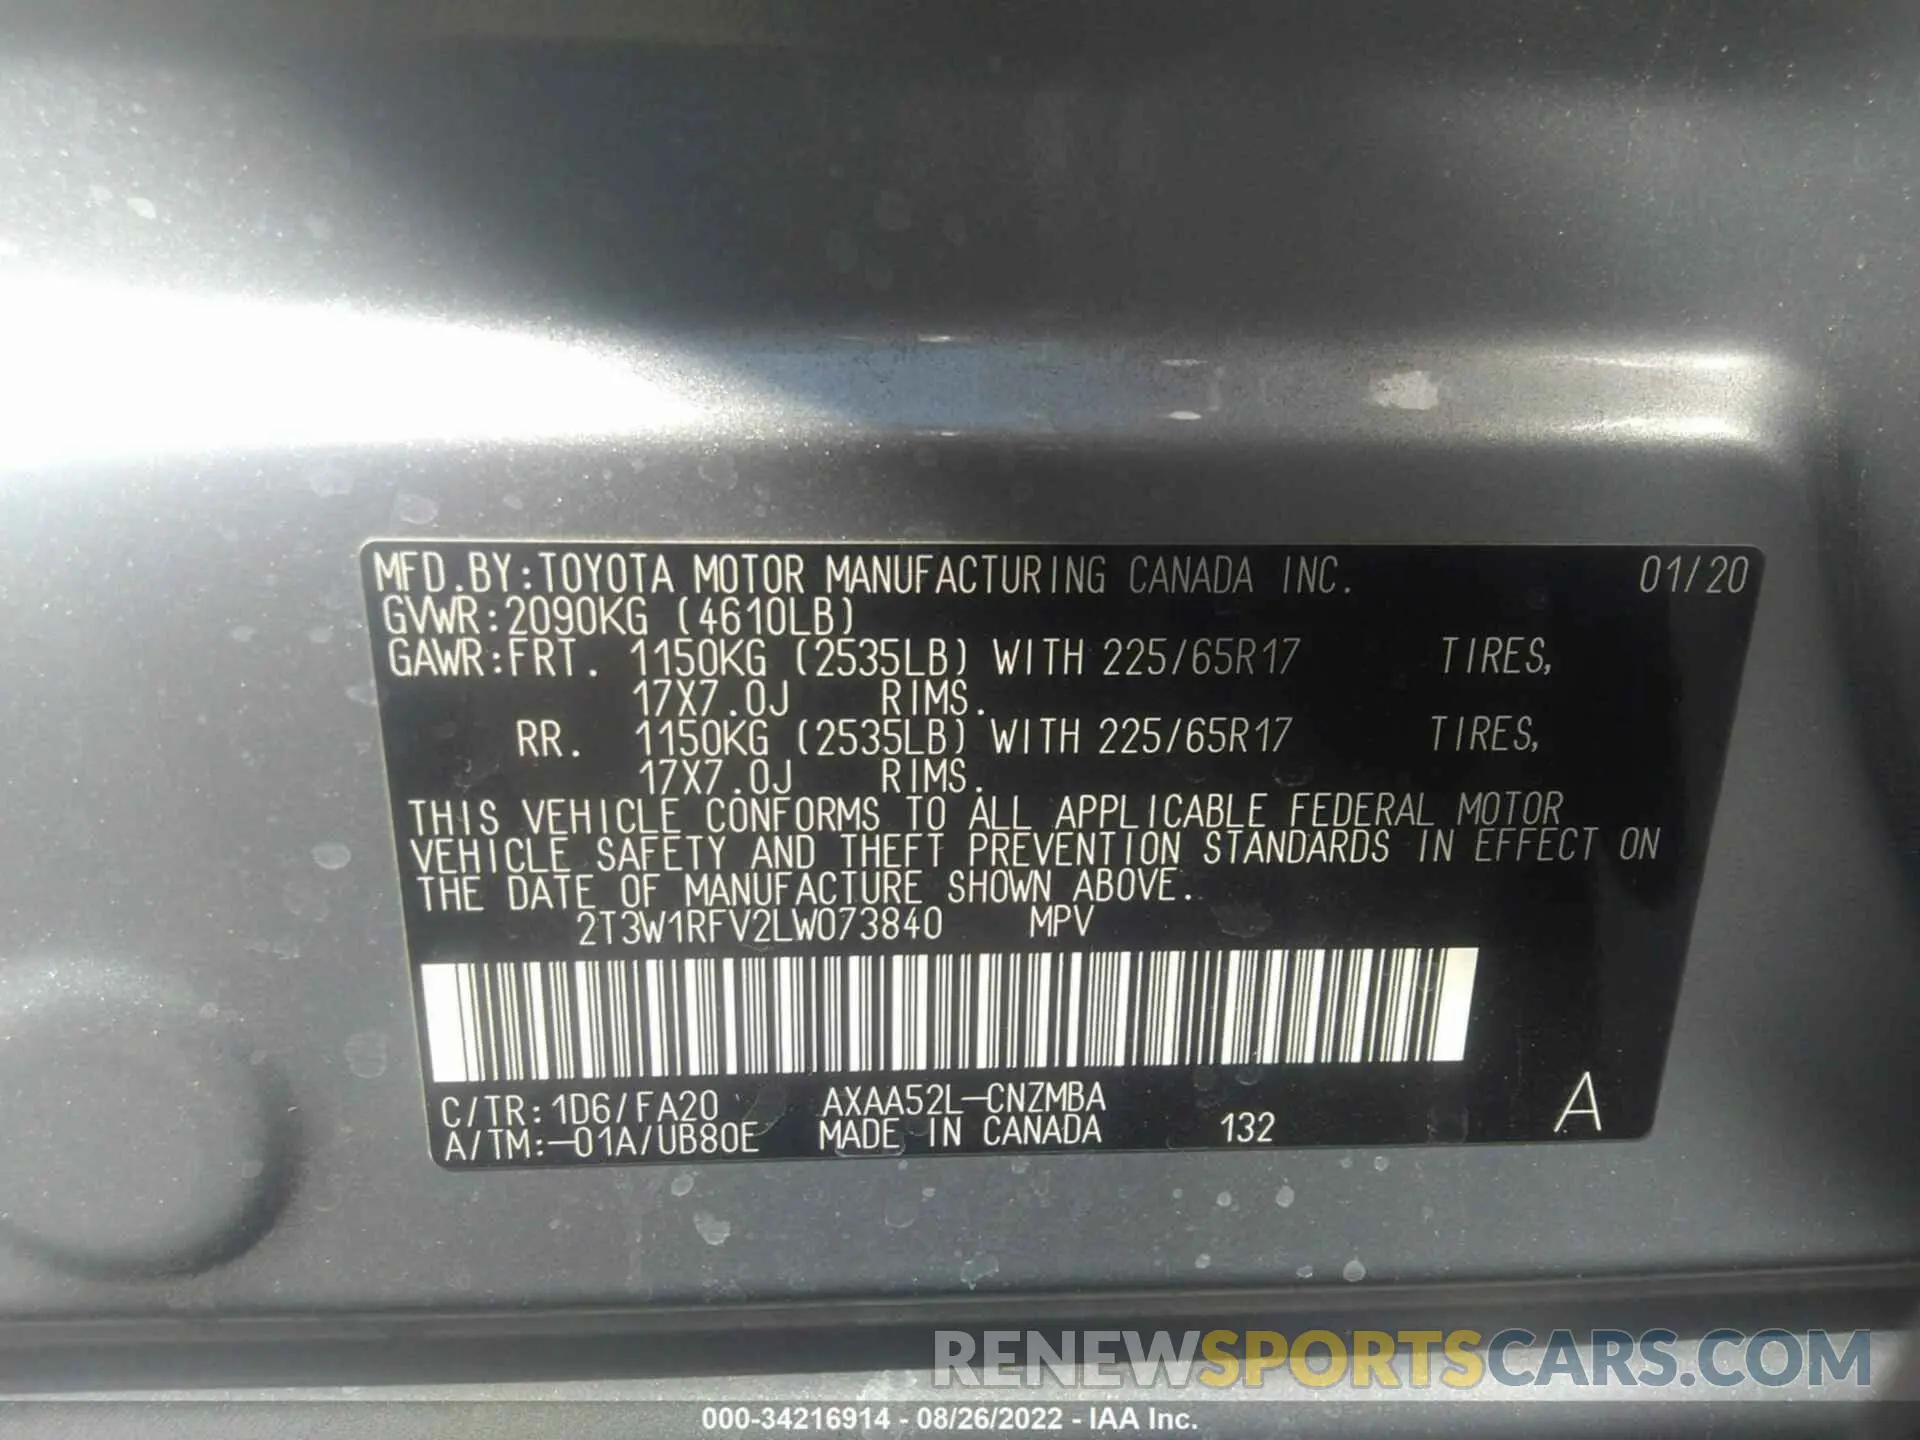 MFD.BY:TOYOTA MOTOR MANUFACTURING CANADA INC. 01/20
GVWR:2090KG (4610LB)
GAWR:FRT. 1150KG (2535LB) WITH 225/65R17 TIRES,
17X7.0J RIMS.
RR. 1150KG (2535LB) WITH 225/65R17 TIRES,
17X7.0J RIMS.
THIS VEHICLE CONFORMS TO ALL APPLICABLE FEDERAL MOTOR
VEHICLE SAFETY AND THEFT PREVENTION STANDARDS IN EFFECT ON
THE DATE OF MANUFACTURE SHOWN ABOVE.
2T3W1RFV2LW073840 MPV
C/TR:1D6/FA20 AXAA52L-CNZMBA
A/TM:-01A/UB80E MADE IN CANADA 132 A
RENEWSPORTSCARS.COM
000-34216914 - 08/26/2022 - IAA Inc.